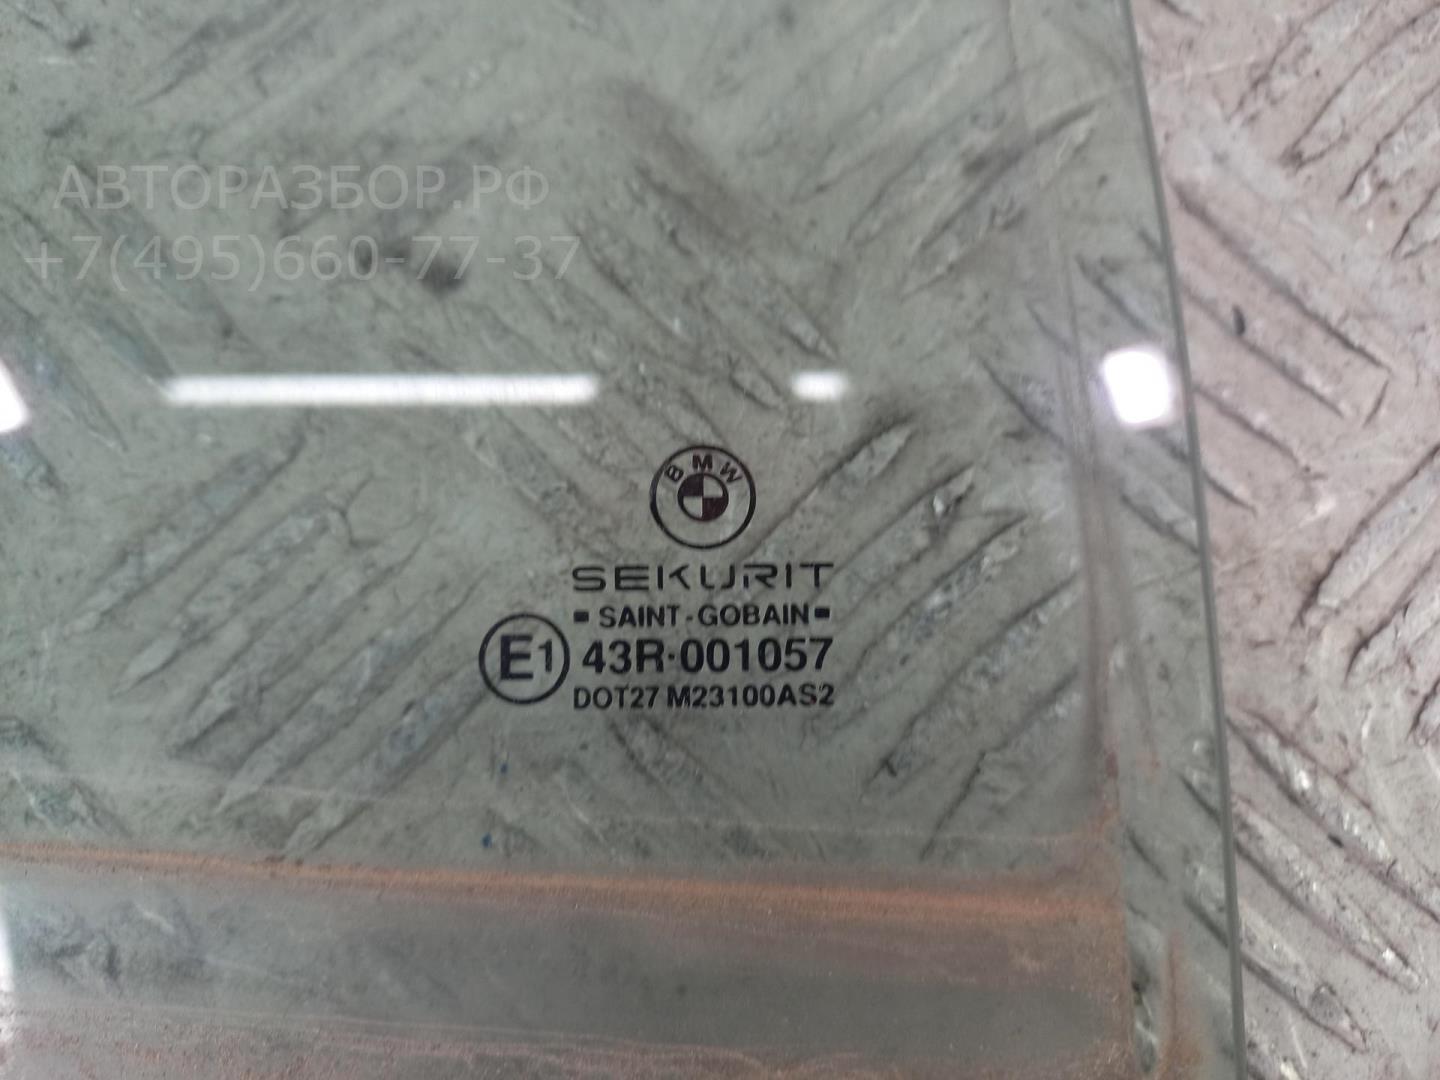 АВТОРАЗБОР.РФ
+7(495)660-77-37
BMW
SEKURIT
SAINT-GOBAIN
E1 43R·001057
DOT27 M23100AS2